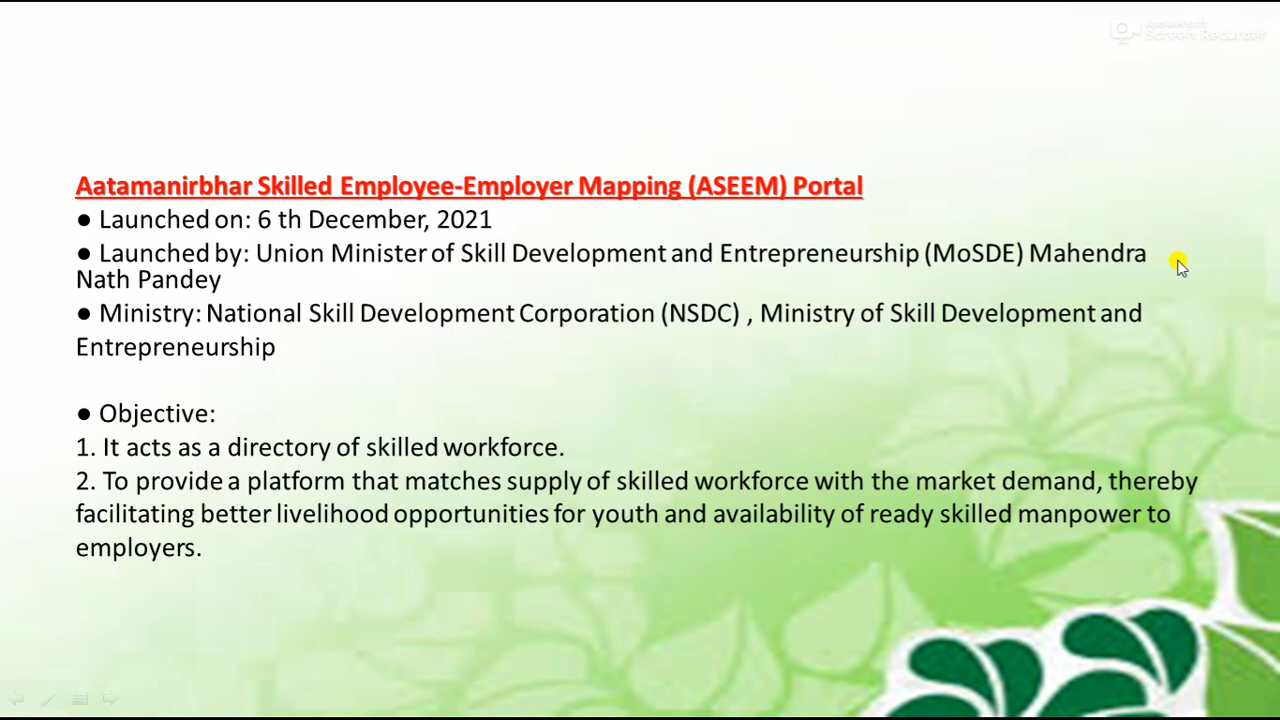 Apowersoft
Screen Recorder
Aatamanirbhar Skilled Employee-Employer Mapping (ASEEM) Portal
● Launched on: 6 th December, 2021
● Launched by: Union Minister of Skill Development and Entrepreneurship (MoSDE) Mahendra
Nath Pandey
● Ministry: National Skill Development Corporation (NSDC) , Ministry of Skill Development and
Entrepreneurship
● Objective:
1. It acts as a directory of skilled workforce.
2. To provide a platform that matches supply of skilled workforce with the market demand, thereby
facilitating better livelihood opportunities for youth and availability of ready skilled manpower to
employers.